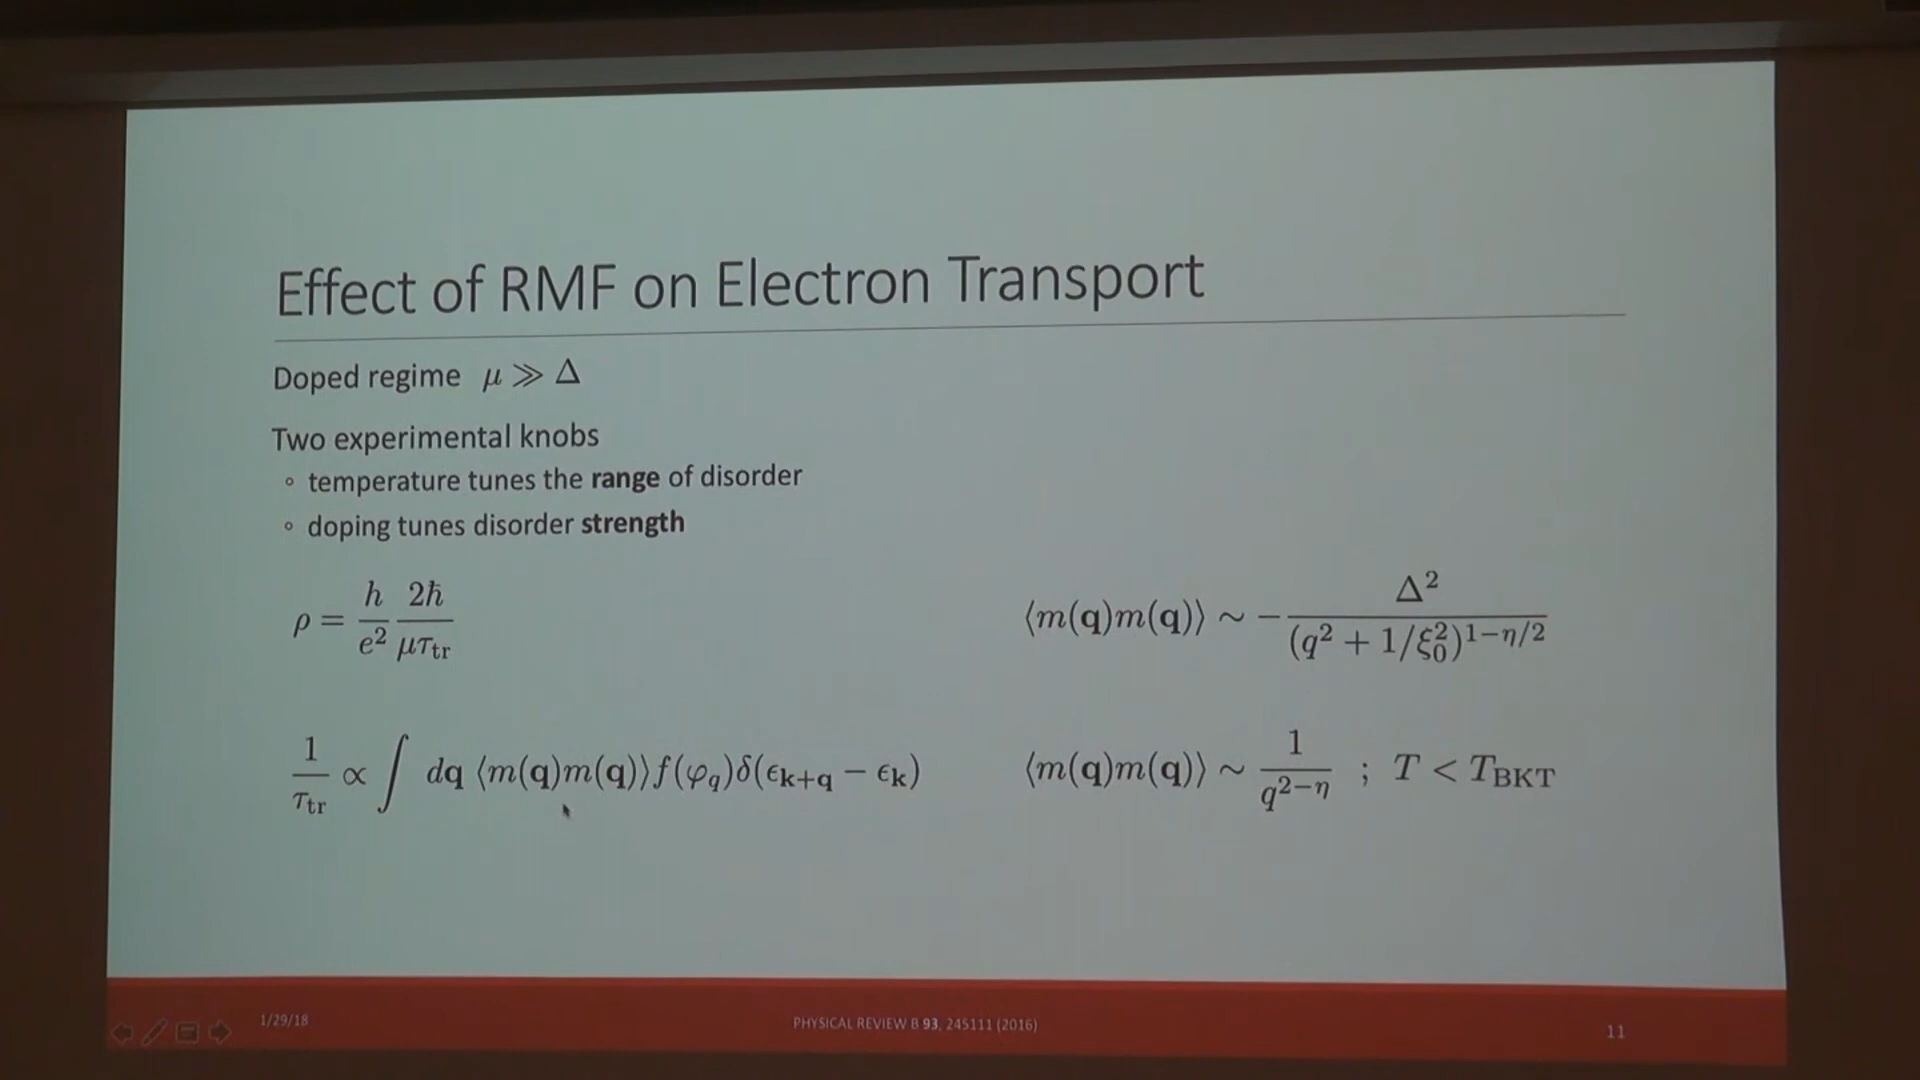 Effect of RMF on Electron Transport
Doped regime μ ≫ Δ
Two experimental knobs
◦ temperature tunes the range of disorder
◦ doping tunes disorder strength
ρ = h/e² 2ħ/μτ_tr
⟨m(q)m(q)⟩ ∼ − Δ²/(q² + 1/ξ₀²)^{1−η/2}
1/τ_tr ∝ ∫ dq ⟨m(q)m(q)⟩f(φ_q)δ(ϵ_{k+q} − ϵ_k)
⟨m(q)m(q)⟩ ∼ 1/q^{2−η} ; T < T_BKT
1/29/18
PHYSICAL REVIEW B 93, 245111 (2016)
11